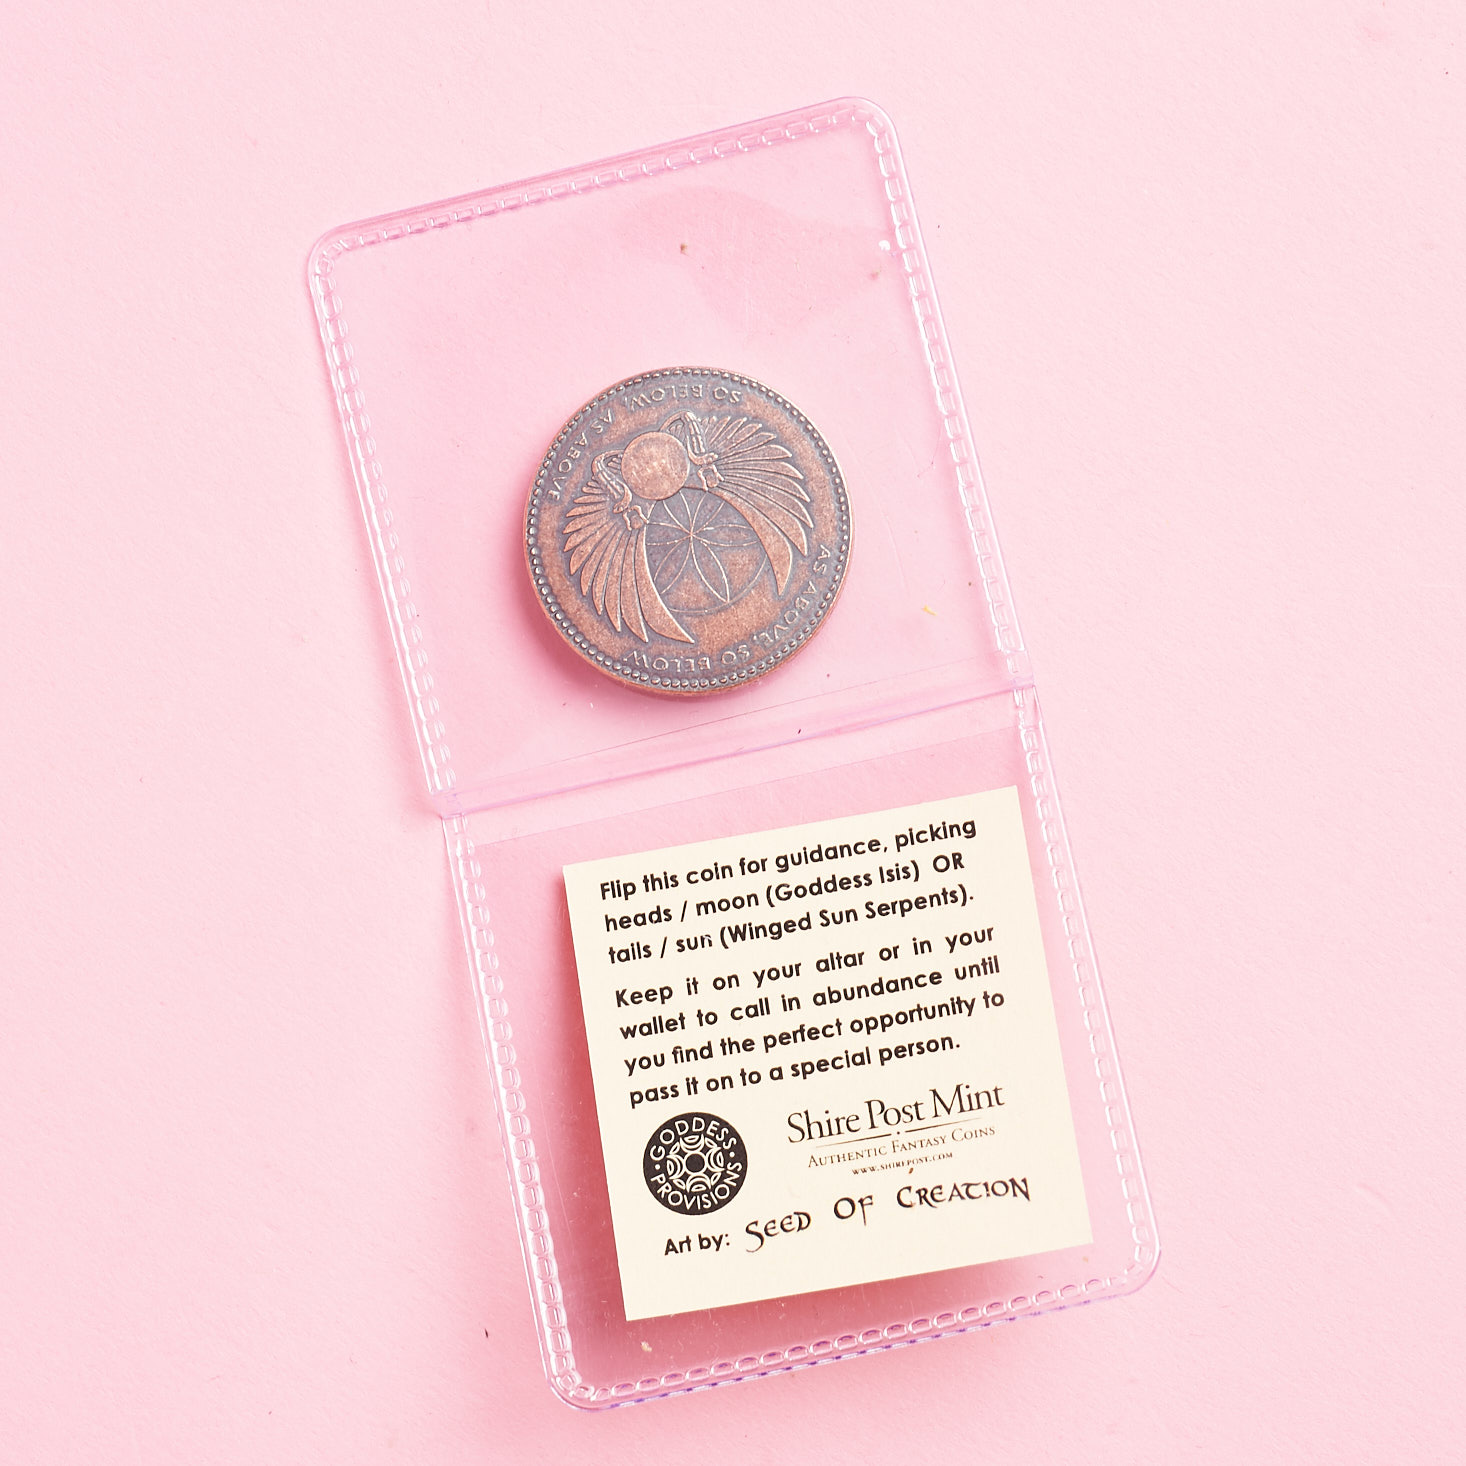 SO BELOW, AS ABOVE
AS ABOVE, SO BELOW
Flip this coin for guidance, picking
heads / moon (Goddess Isis) OR
tails / sun (Winged Sun Serpents).
Keep it on your altar or in your
wallet to call in abundance until
you find the perfect opportunity to
pass it on to a special person.
GODDESS PROVISIONS
Shire Post Mint
Authentic Fantasy Coins
www.shirepost.com
Art by: SEED OF CREATION